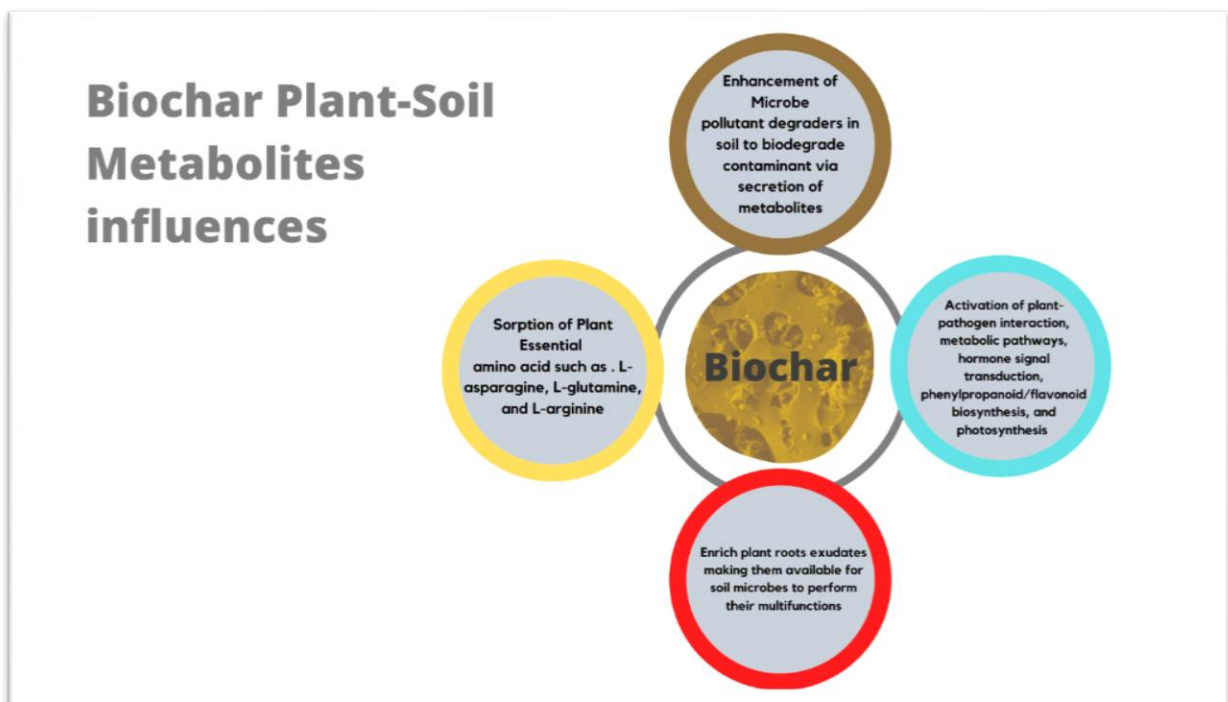 Biochar Plant-Soil
Metabolites
influences
Enhancement of
Microbe
pollutant degraders in
soil to biodegrade
contaminant via
secretion of
metabolites
Sorption of Plant
Essential
amino acid such as . L-
asparagine, L-glutamine,
and L-arginine
Biochar
Activation of plant-
pathogen interaction,
metabolic pathways,
hormone signal
transduction,
phenylpropanoid/flavonoid
biosynthesis, and
photosynthesis
Enrich plant roots exudates
making them available for
soil microbes to perform
their multifunctions